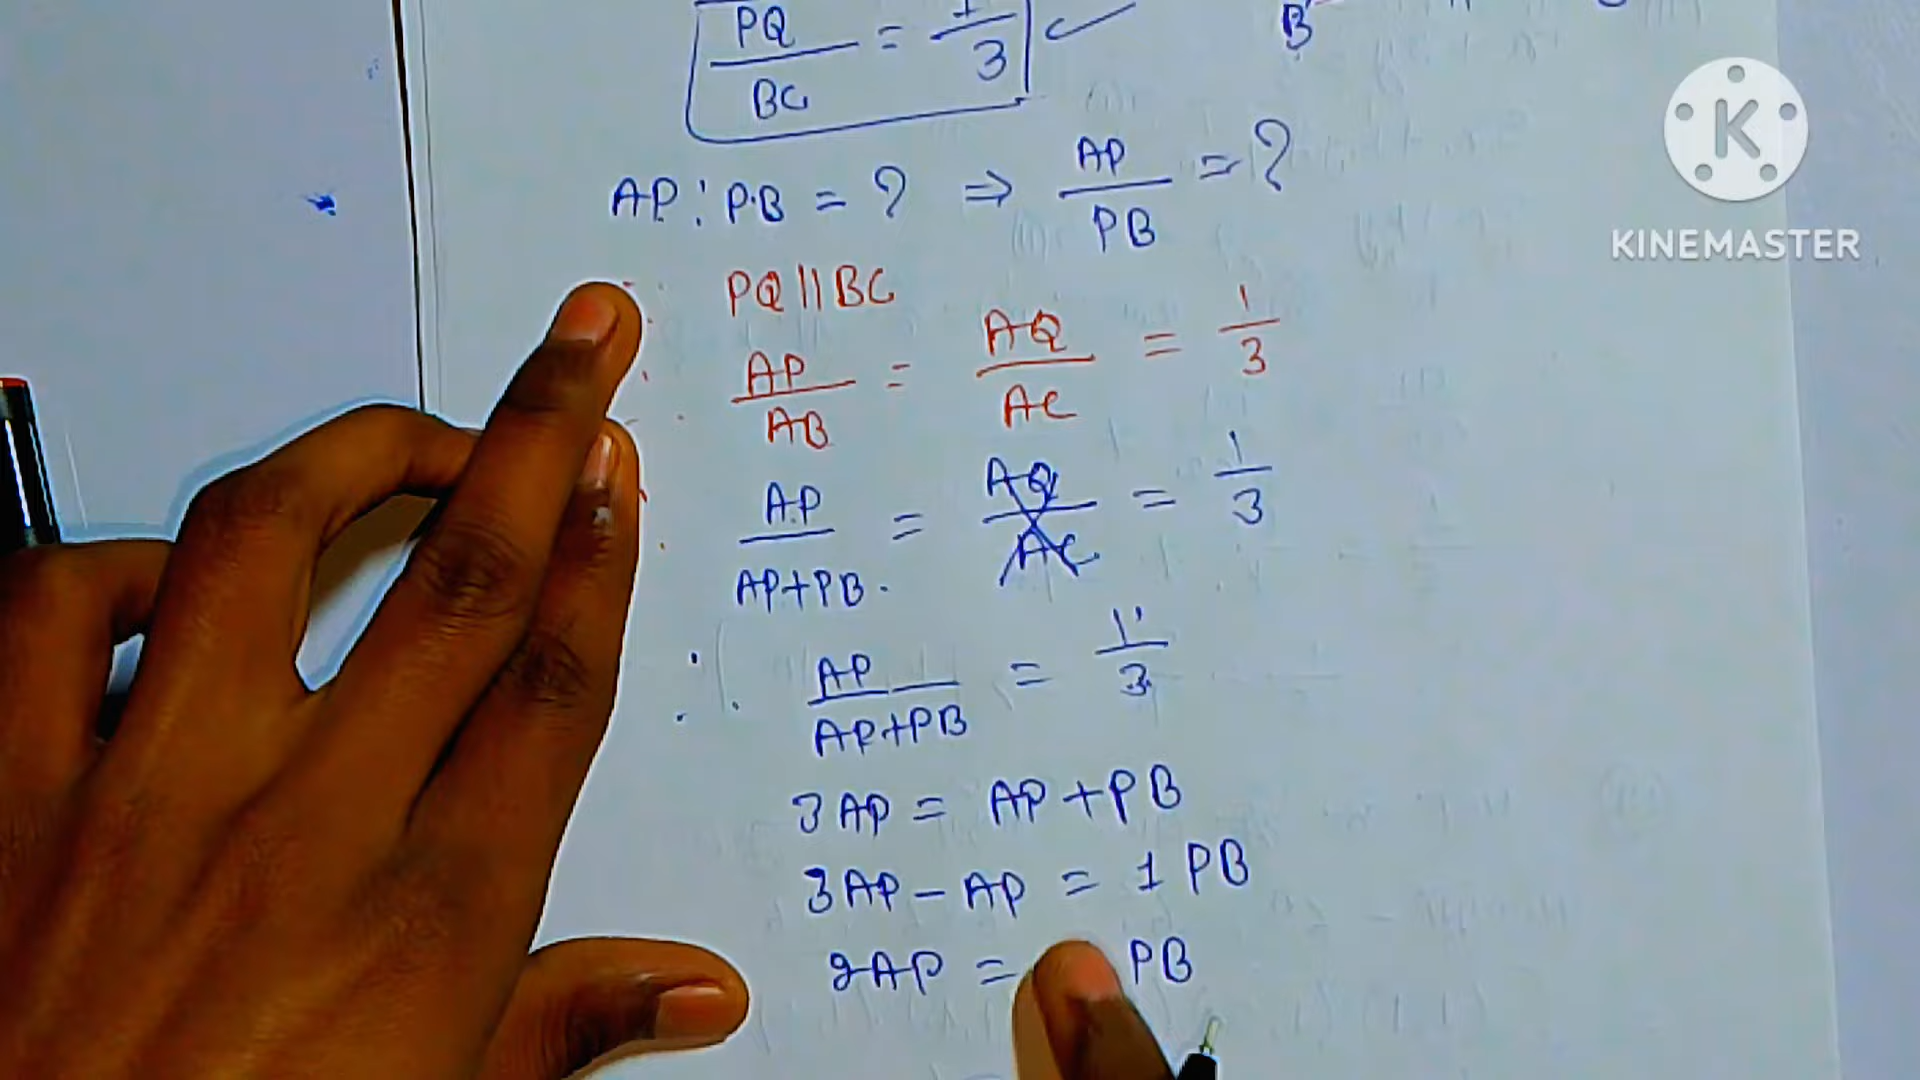 PQ/BC = 1/3 ✓
B
K
KINEMASTER
AP : PB = ? ⇒ AP/PB = ?
PQ || BC
AP/AB = AQ/AC = 1/3
AP/AP+PB = AQ/AC = 1/3
∴ AP/AP+PB = 1/3
3AP = AP+PB
3AP - AP = 1 PB
2AP = PB